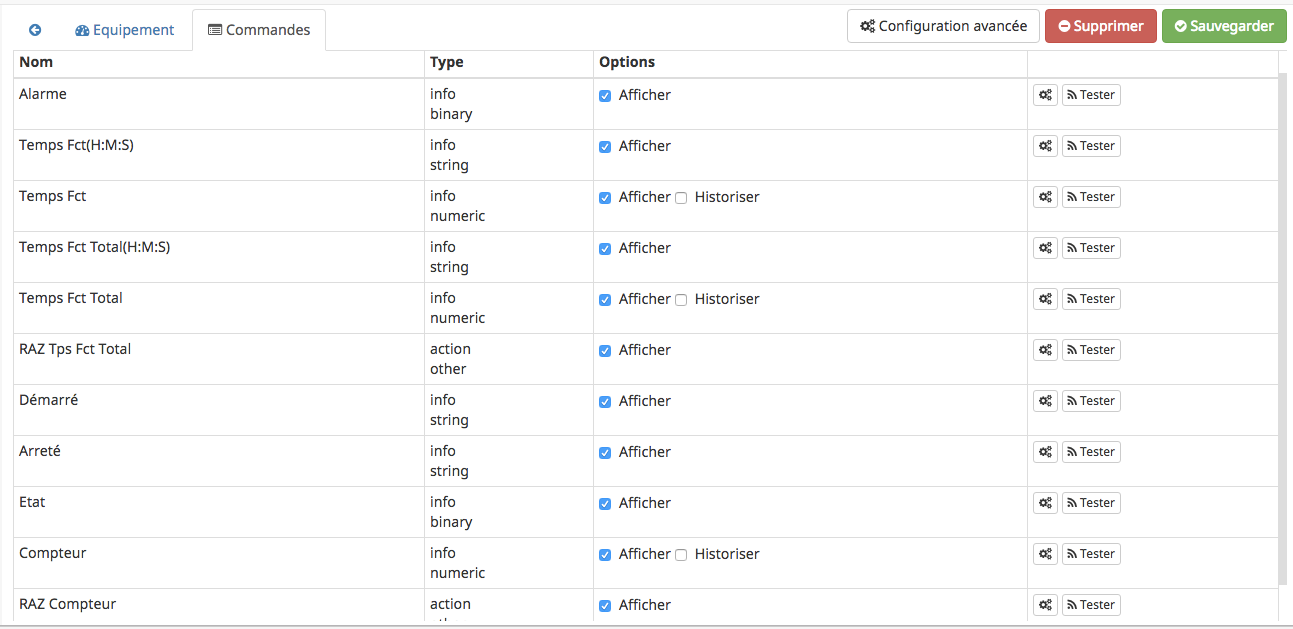 Equipement Commandes Configuration avancée Supprimer Sauvegarder
Nom Type Options
Alarme info Afficher Tester
binary
Temps Fct(H:M:S) info Afficher Tester
string
Temps Fct info Afficher Historiser Tester
numeric
Temps Fct Total(H:M:S) info Afficher Tester
string
Temps Fct Total info Afficher Historiser Tester
numeric
RAZ Tps Fct Total action Afficher Tester
other
Démarré info Afficher Tester
string
Arreté info Afficher Tester
string
Etat info Afficher Tester
binary
Compteur info Afficher Historiser Tester
numeric
RAZ Compteur action Afficher Tester